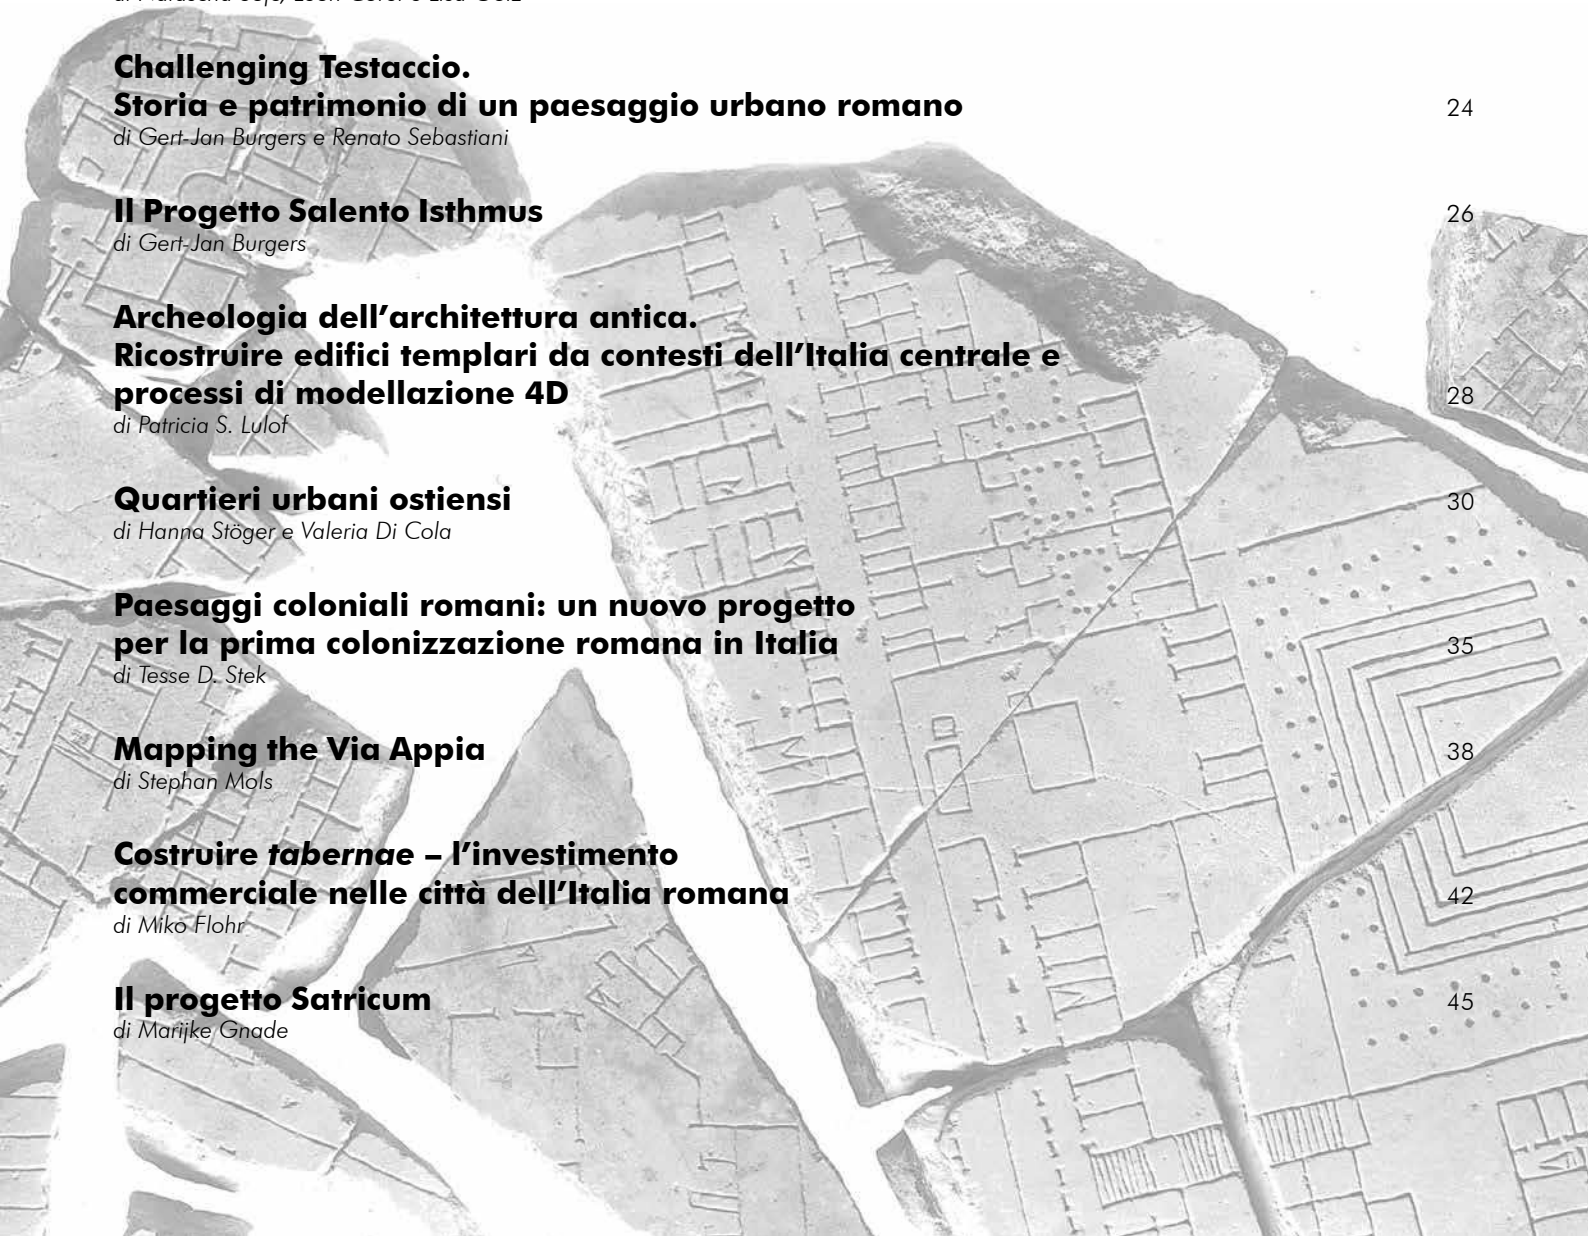 Challenging Testaccio.
Storia e patrimonio di un paesaggio urbano romano 24
di Gert-Jan Burgers e Renato Sebastiani
Il Progetto Salento Isthmus 26
di Gert-Jan Burgers
Archeologia dell’architettura antica.
Ricostruire edifici templari da contesti dell’Italia centrale e
processi di modellazione 4D 28
di Patricia S. Lulof
Quartieri urbani ostiensi 30
di Hanna Stöger e Valeria Di Cola
Paesaggi coloniali romani: un nuovo progetto
per la prima colonizzazione romana in Italia 35
di Tesse D. Stek
Mapping the Via Appia 38
di Stephan Mols
Costruire tabernae – l’investimento
commerciale nelle città dell’Italia romana 42
di Miko Flohr
Il progetto Satricum 45
di Marijke Gnade